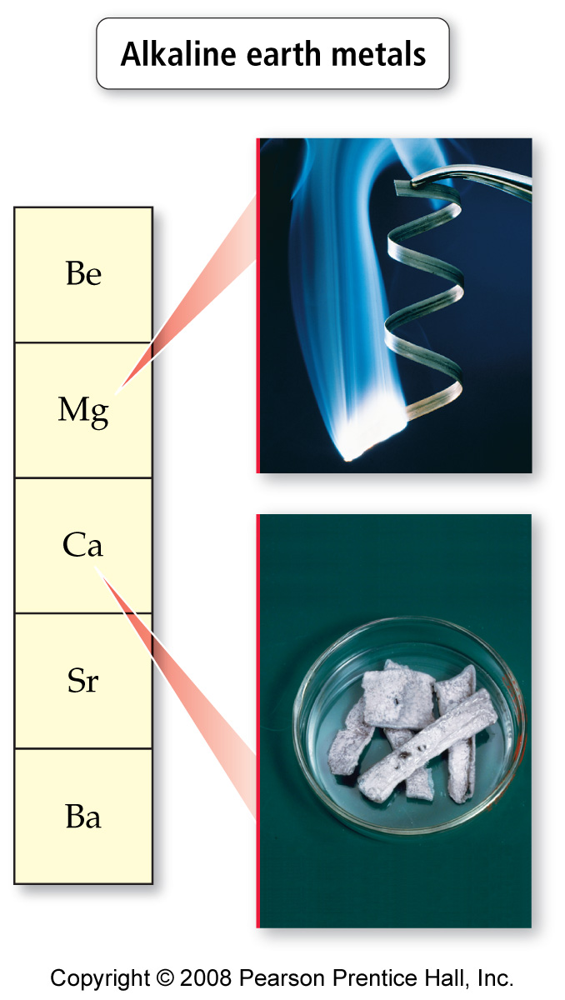 Alkaline earth metals
Be
Mg
Ca
Sr
Ba
Copyright © 2008 Pearson Prentice Hall, Inc.